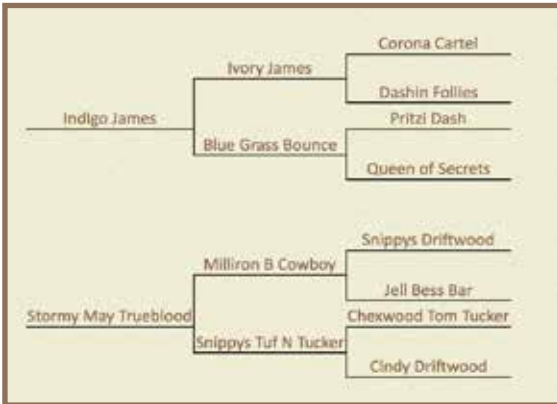 Corona Cartel
Ivory James
Dashin Follies
Indigo James
Pritzi Dash
Blue Grass Bounce
Queen of Secrets
Snippys Driftwood
Milliron B Cowboy
Jell Bess Bar
Stormy May Trueblood
Chexwood Tom Tucker
Snippys Tuf N Tucker
Cindy Driftwood